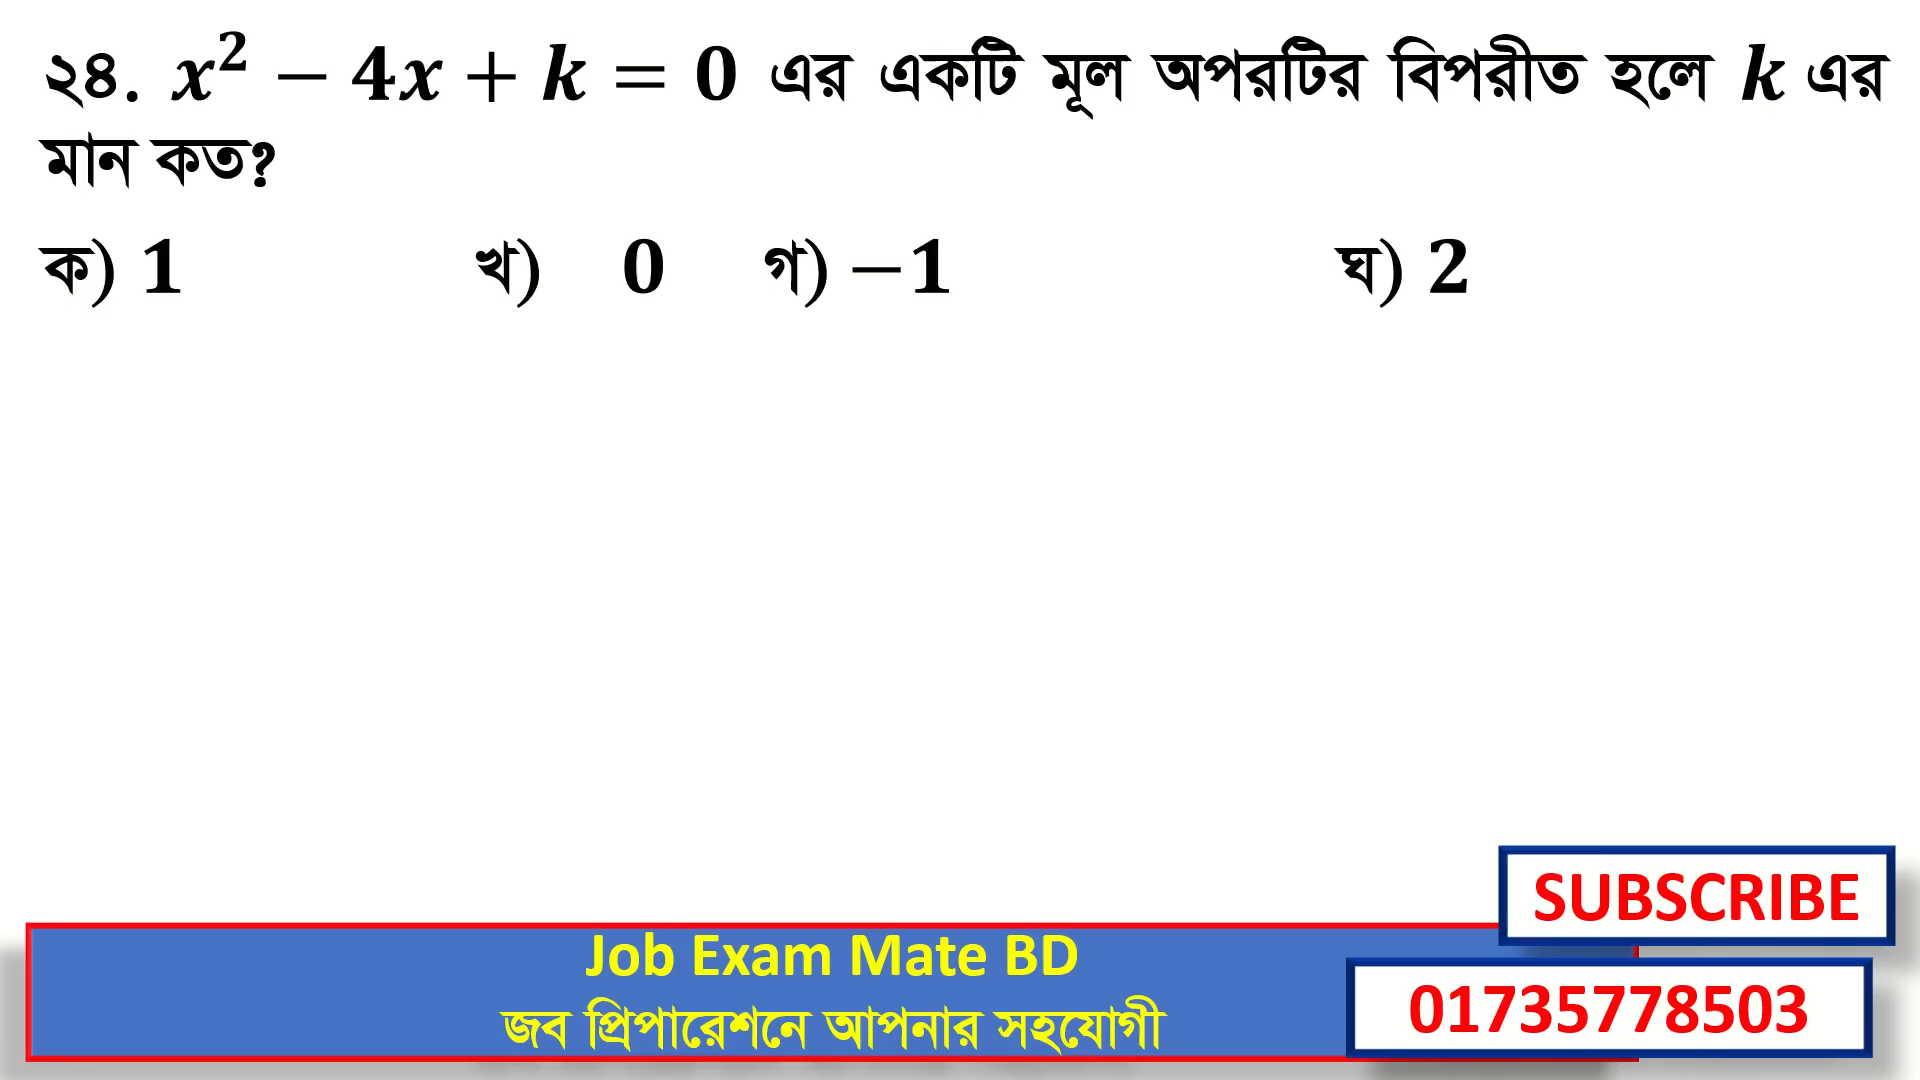 ২৪. x² − 4x + k = 0 এর একটি মূল অপরটির বিপরীত হলে k এর
মান কত?
ক) 1 খ) 0 গ) −1 ঘ) 2
SUBSCRIBE
Job Exam Mate BD
জব প্রিপারেশনে আপনার সহযোগী
01735778503